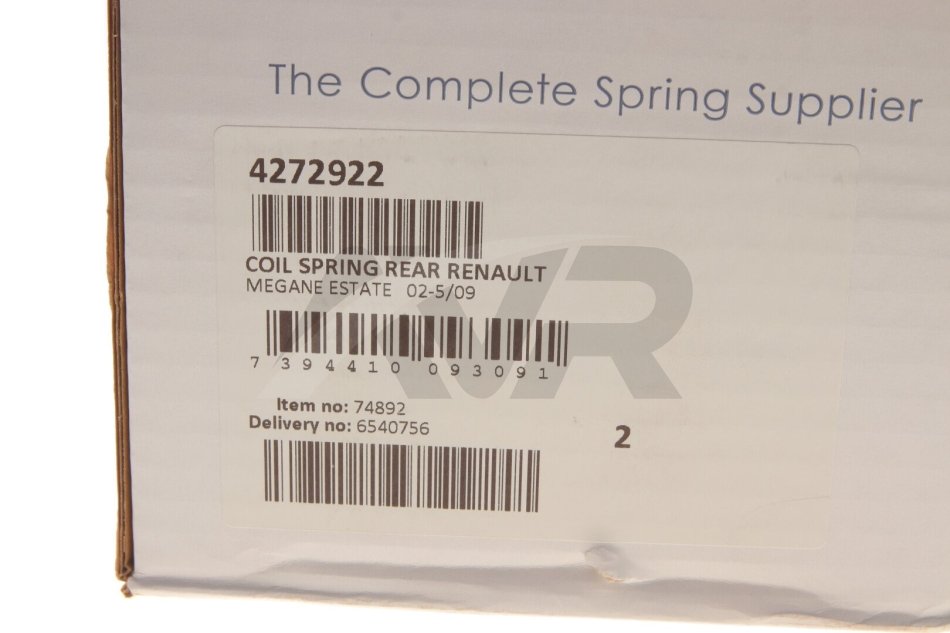 The Complete Spring Supplier
4272922
COIL SPRING REAR RENAULT
MEGANE ESTATE 02-5/09
7 394410 093091
Item no: 74892
Delivery no: 6540756
2
AVR